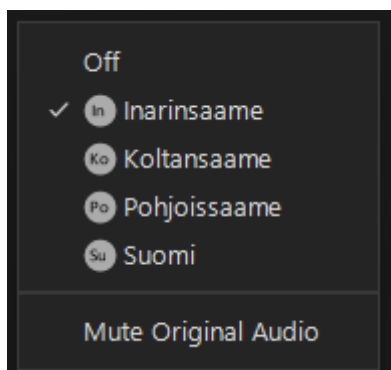 Off
In Inarinsaame
Ko Koltansaame
Po Pohjoissaame
Su Suomi
Mute Original Audio